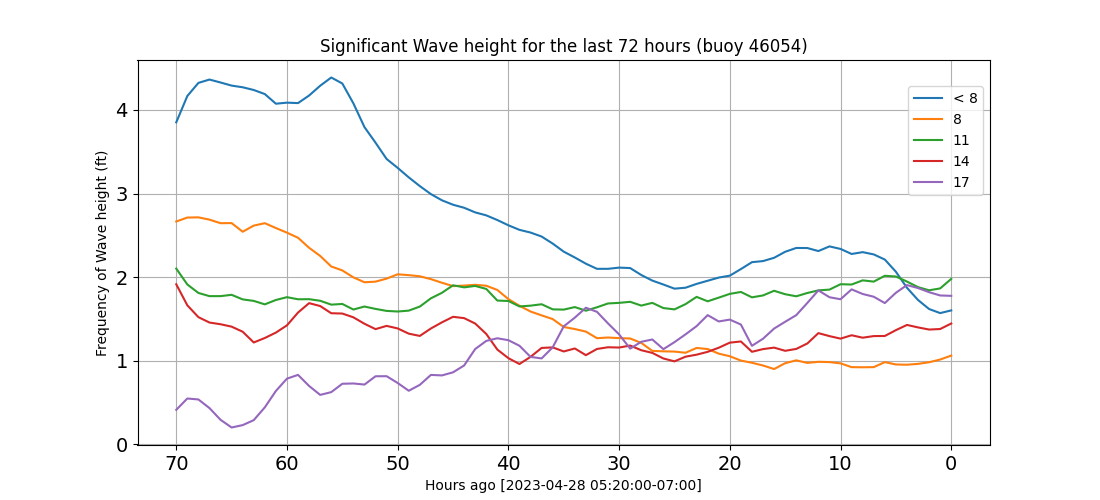 Significant Wave height for the last 72 hours (buoy 46054)
Frequency of Wave height (ft)
4
3
2
1
0
< 8
8
11
14
17
70 60 50 40 30 20 10 0
Hours ago [2023-04-28 05:20:00-07:00]